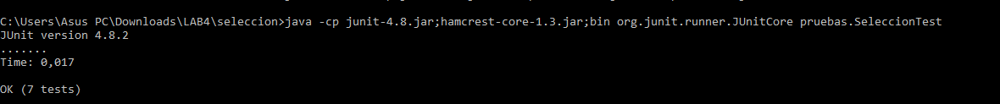 C:\Users\Asus PC\Downloads\LAB4\seleccion>java -cp junit-4.8.jar;hamcrest-core-1.3.jar;bin org.junit.runner.JUnitCore pruebas.SeleccionTest
JUnit version 4.8.2
.......
Time: 0,017
OK (7 tests)